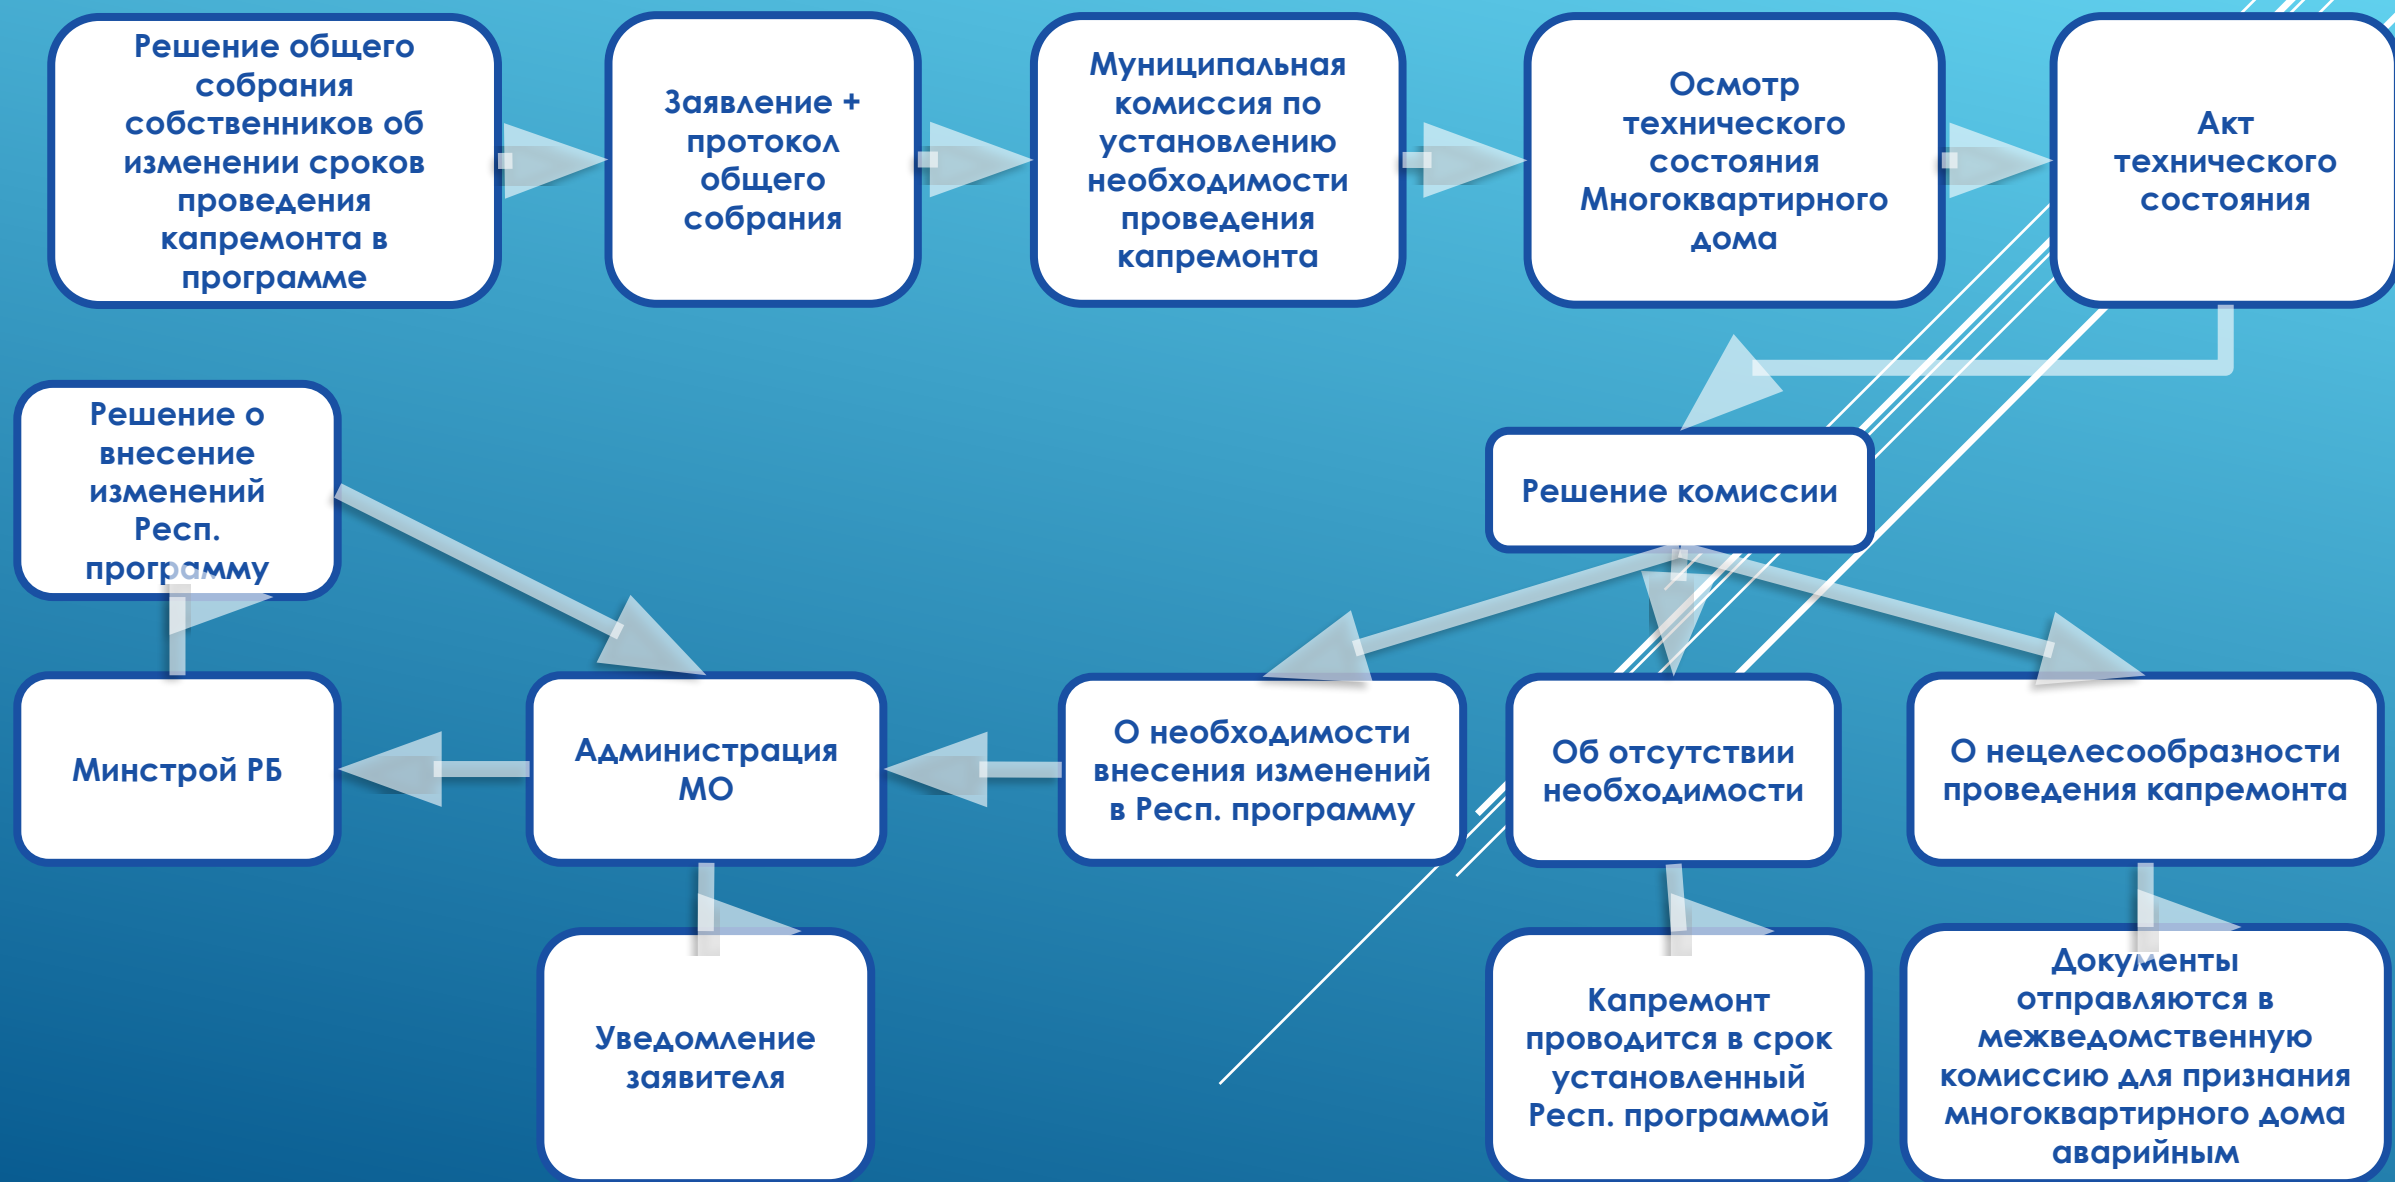 Решение общего
собрания
собственников об
изменении сроков
проведения
капремонта в
программе
Заявление +
протокол
общего
собрания
Муниципальная
комиссия по
установлению
необходимости
проведения
капремонта
Осмотр
технического
состояния
Многоквартирного
дома
Акт
технического
состояния
Решение о
внесение
изменений
Респ.
программу
Решение комиссии
Минстрой РБ
Администрация
МО
О необходимости
внесения изменений
в Респ. программу
Об отсутствии
необходимости
О нецелесообразности
проведения капремонта
Уведомление
заявителя
Капремонт
проводится в срок
установленный
Респ. программой
Документы
отправляются в
межведомственную
комиссию для признания
многоквартирного дома
аварийным